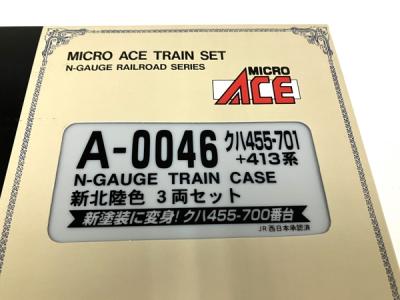 MICRO ACE TRAIN SET
N-GAUGE RAILROAD SERIES
MICRO
ACE
A-0046 クハ455-701
+413系
N-GAUGE TRAIN CASE
新北陸色 3両セット
新塗装に変身!クハ455-700番台
JR西日本承認済